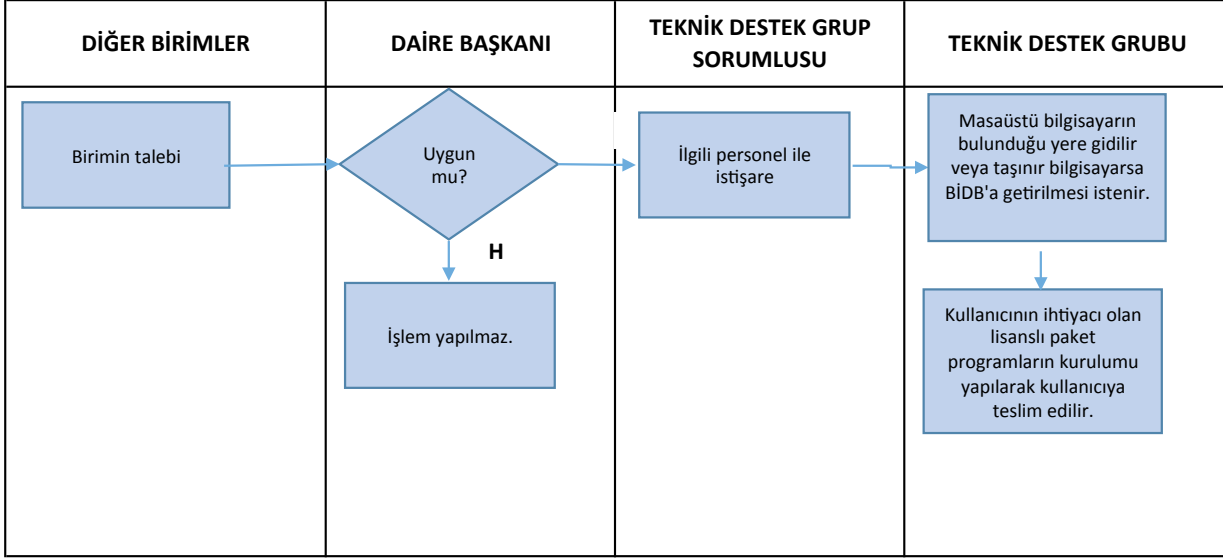 DİĞER BİRİMLER
DAİRE BAŞKANI
TEKNİK DESTEK GRUP
SORUMLUSU
TEKNİK DESTEK GRUBU
Birimin talebi
Uygun
mu?
H
İşlem yapılmaz.
İlgili personel ile
istişare
Masaüstü bilgisayarın
bulunduğu yere gidilir
veya taşınır bilgisayarsa
BİDB'a getirilmesi istenir.
Kullanıcının ihtiyacı olan
lisanslı paket
programların kurulumu
yapılarak kullanıcıya
teslim edilir.